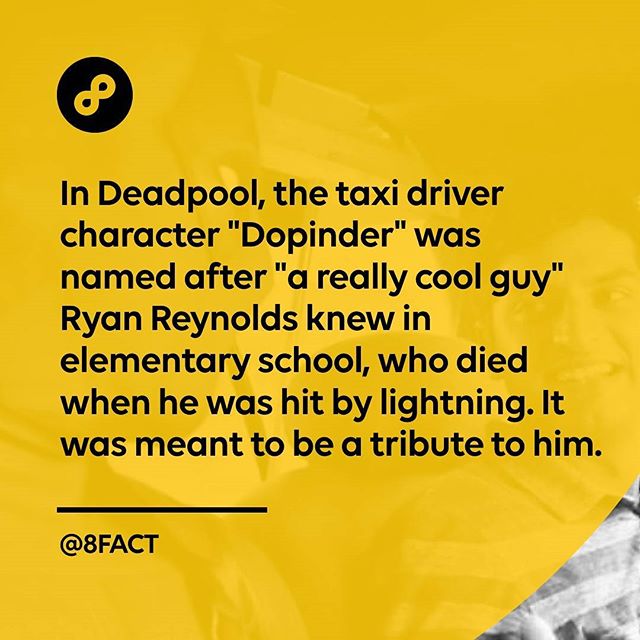 In Deadpool, the taxi driver
character "Dopinder" was
named after "a really cool guy"
Ryan Reynolds knew in
elementary school, who died
when he was hit by lightning. It
was meant to be a tribute to him.
@8FACT